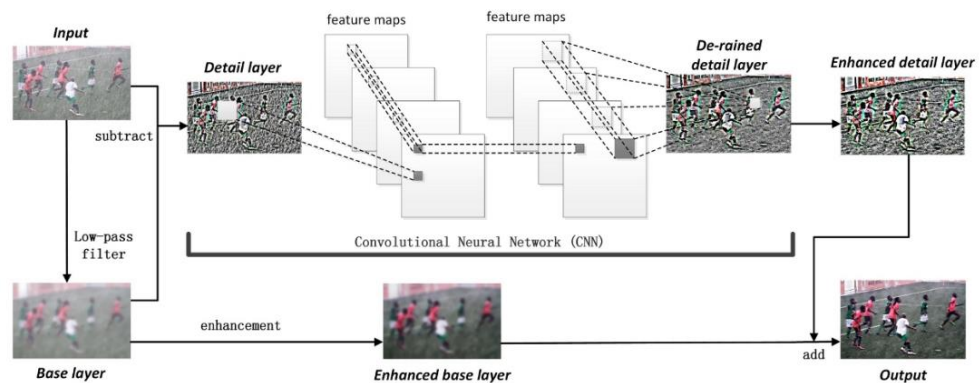 Input
feature maps
feature maps
Detail layer
De-rained
detail layer
Enhanced detail layer
subtract
Low-pass
filter
Convolutional Neural Network (CNN)
enhancement
add
Base layer
Enhanced base layer
Output